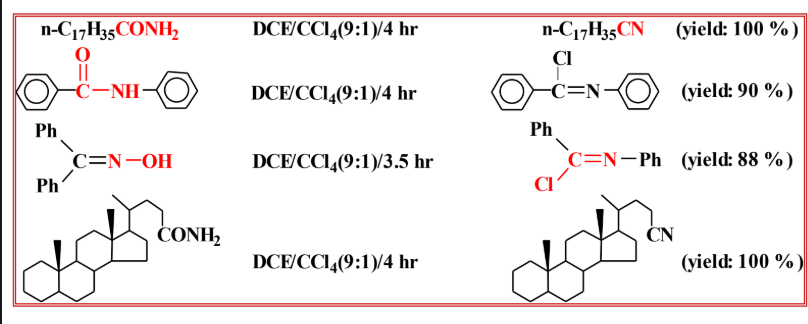 n-C₁₇H₃₅CONH₂ DCE/CCl₄(9:1)/4 hr n-C₁₇H₃₅CN (yield: 100 %)
O Cl
C NH DCE/CCl₄(9:1)/4 hr C=N (yield: 90 %)
Ph Ph
C=N—OH DCE/CCl₄(9:1)/3.5 hr C=N—Ph (yield: 88 %)
Ph Cl
CONH₂ CN
DCE/CCl₄(9:1)/4 hr (yield: 100 %)